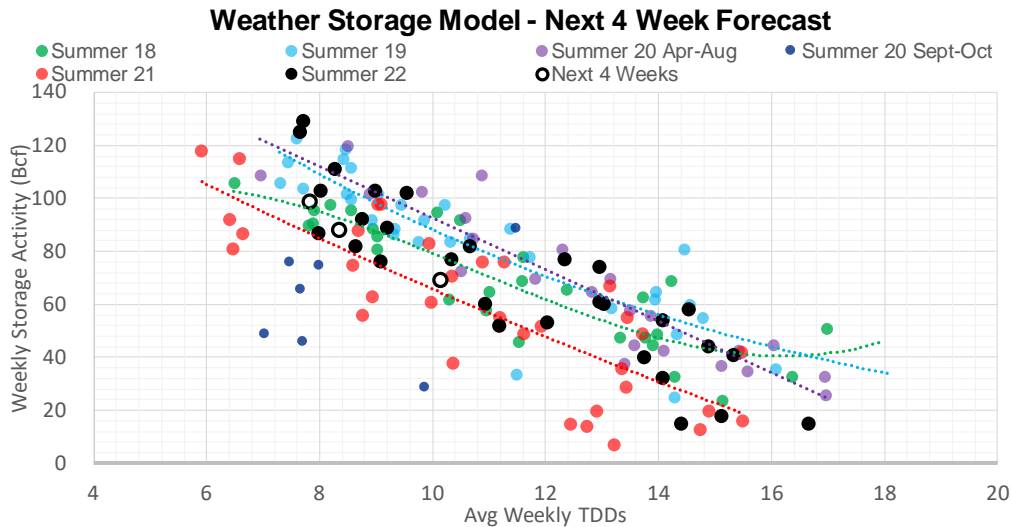 Weather Storage Model - Next 4 Week Forecast
Summer 18 Summer 19 Summer 20 Apr-Aug Summer 20 Sept-Oct
Summer 21 Summer 22 Next 4 Weeks
Weekly Storage Activity (Bcf)
140
120
100
80
60
40
20
0
4 6 8 10 12 14 16 18 20
Avg Weekly TDDs